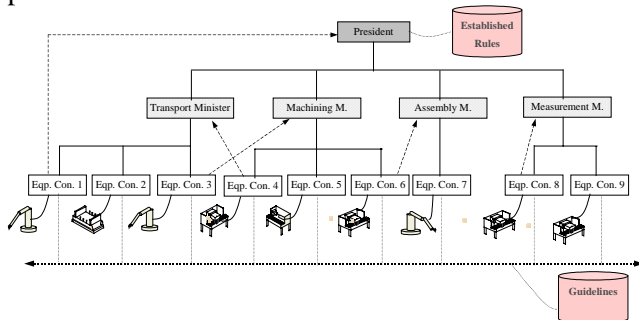 President
Established
Rules
Transport Minister
Machining M.
Assembly M.
Measurement M.
Eqp. Con. 1
Eqp. Con. 2
Eqp. Con. 3
Eqp. Con. 4
Eqp. Con. 5
Eqp. Con. 6
Eqp. Con. 7
Eqp. Con. 8
Eqp. Con. 9
Guidelines